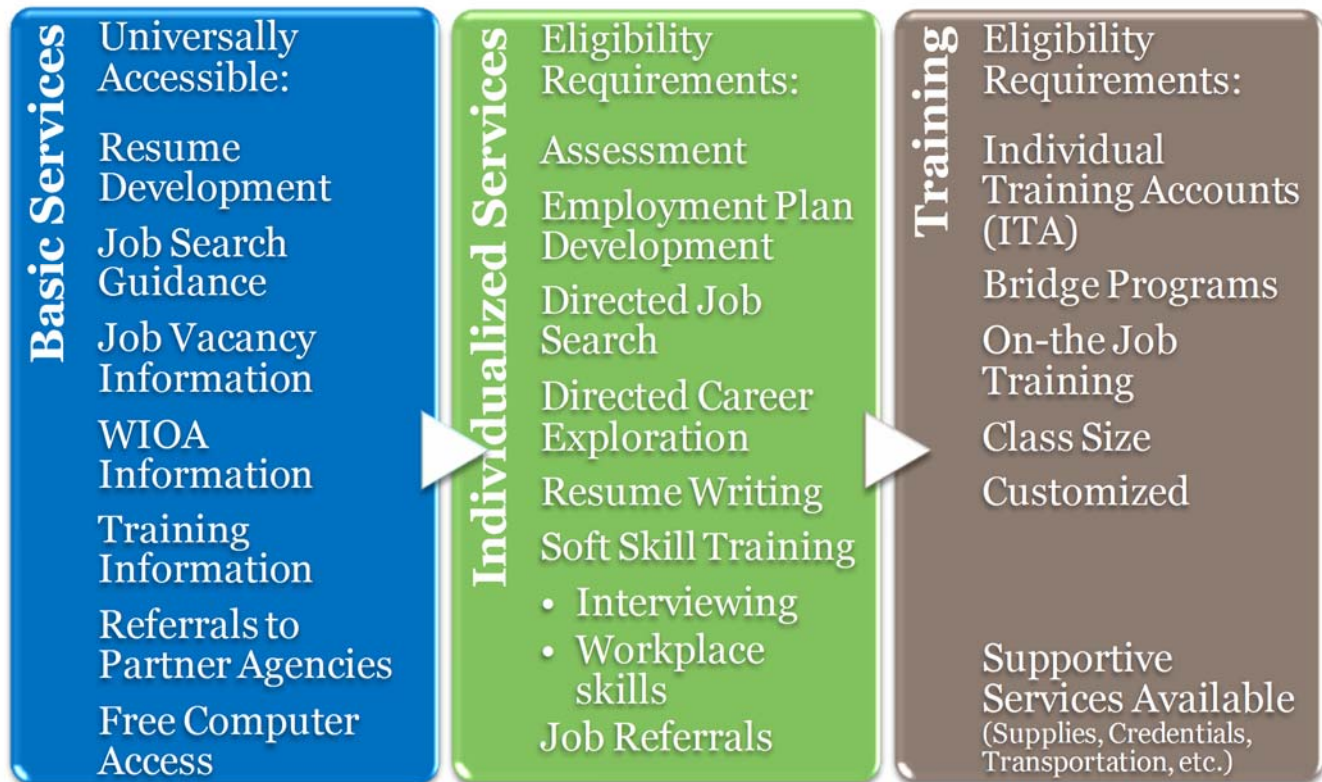 Basic Services
Universally
Accessible:
Resume
Development
Job Search
Guidance
Job Vacancy
Information
WIOA
Information
Training
Information
Referrals to
Partner Agencies
Free Computer
Access
Individualized Services
Eligibility
Requirements:
Assessment
Employment Plan
Development
Directed Job
Search
Directed Career
Exploration
Resume Writing
Soft Skill Training
• Interviewing
• Workplace
skills
Job Referrals
Training
Eligibility
Requirements:
Individual
Training Accounts
(ITA)
Bridge Programs
On-the Job
Training
Class Size
Customized
Supportive
Services Available
(Supplies, Credentials,
Transportation, etc.)